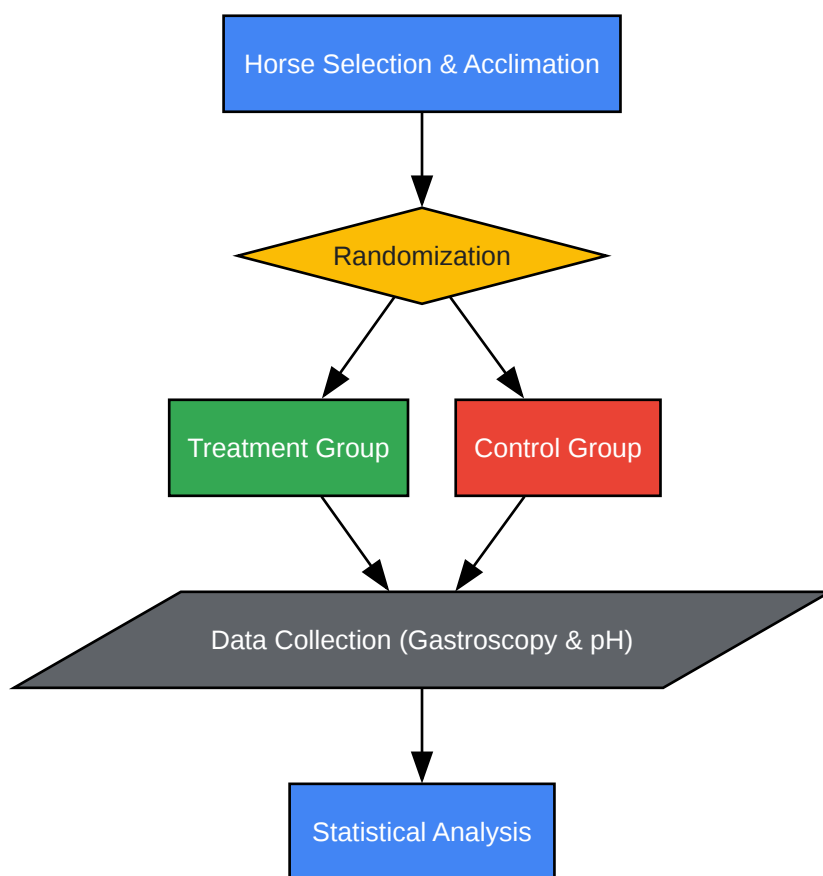 Horse Selection & Acclimation
Randomization
Treatment Group
Control Group
Data Collection (Gastroscopy & pH)
Statistical Analysis